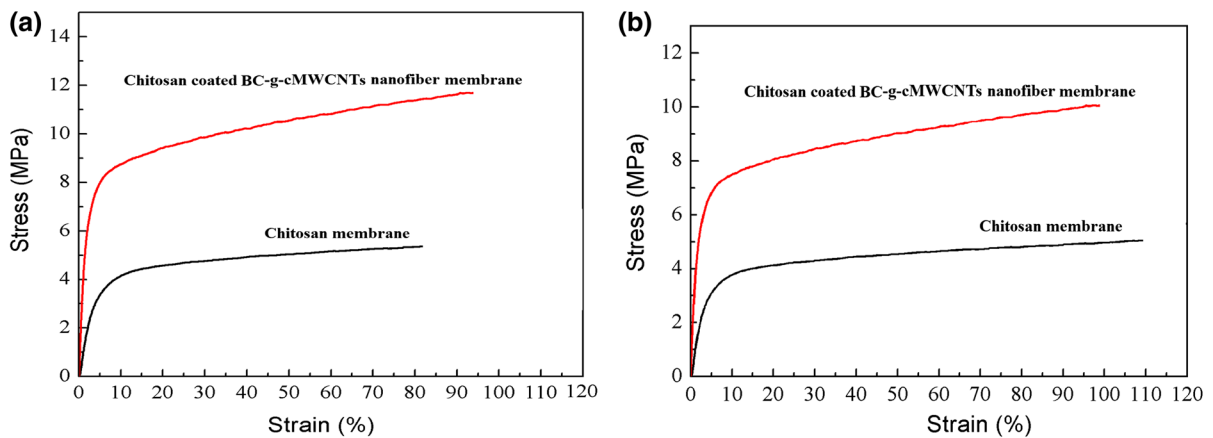 (a)
14
12
10
8
6
4
2
0
Stress (MPa)
Chitosan coated BC-g-cMWCNTs nanofiber membrane
Chitosan membrane
0 10 20 30 40 50 60 70 80 90 100 110 120
Strain (%)
(b)
12
10
8
6
4
2
0
Stress (MPa)
Chitosan coated BC-g-cMWCNTs nanofiber membrane
Chitosan membrane
0 10 20 30 40 50 60 70 80 90 100 110 120
Strain (%)